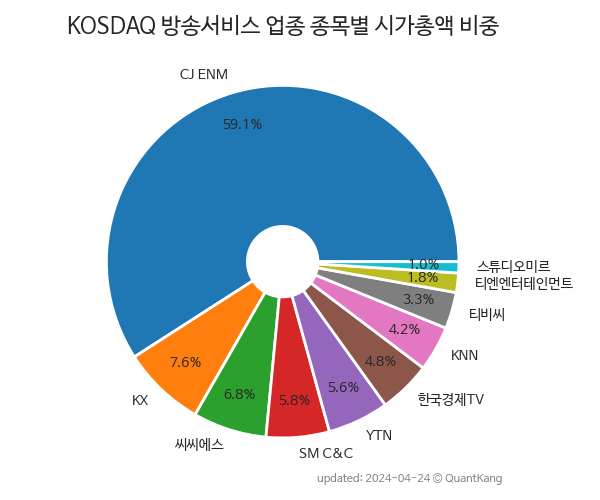 KOSDAQ 방송서비스 업종 종목별 시가총액 비중
CJ ENM
59.1%
1.0%
스튜디오미르
1.8%
티엔엔터테인먼트
3.3%
티비씨
4.2%
KNN
4.8%
한국경제TV
5.6%
YTN
5.8%
SM C&C
6.8%
씨씨에스
7.6%
KX
updated: 2024-04-24 © QuantKang